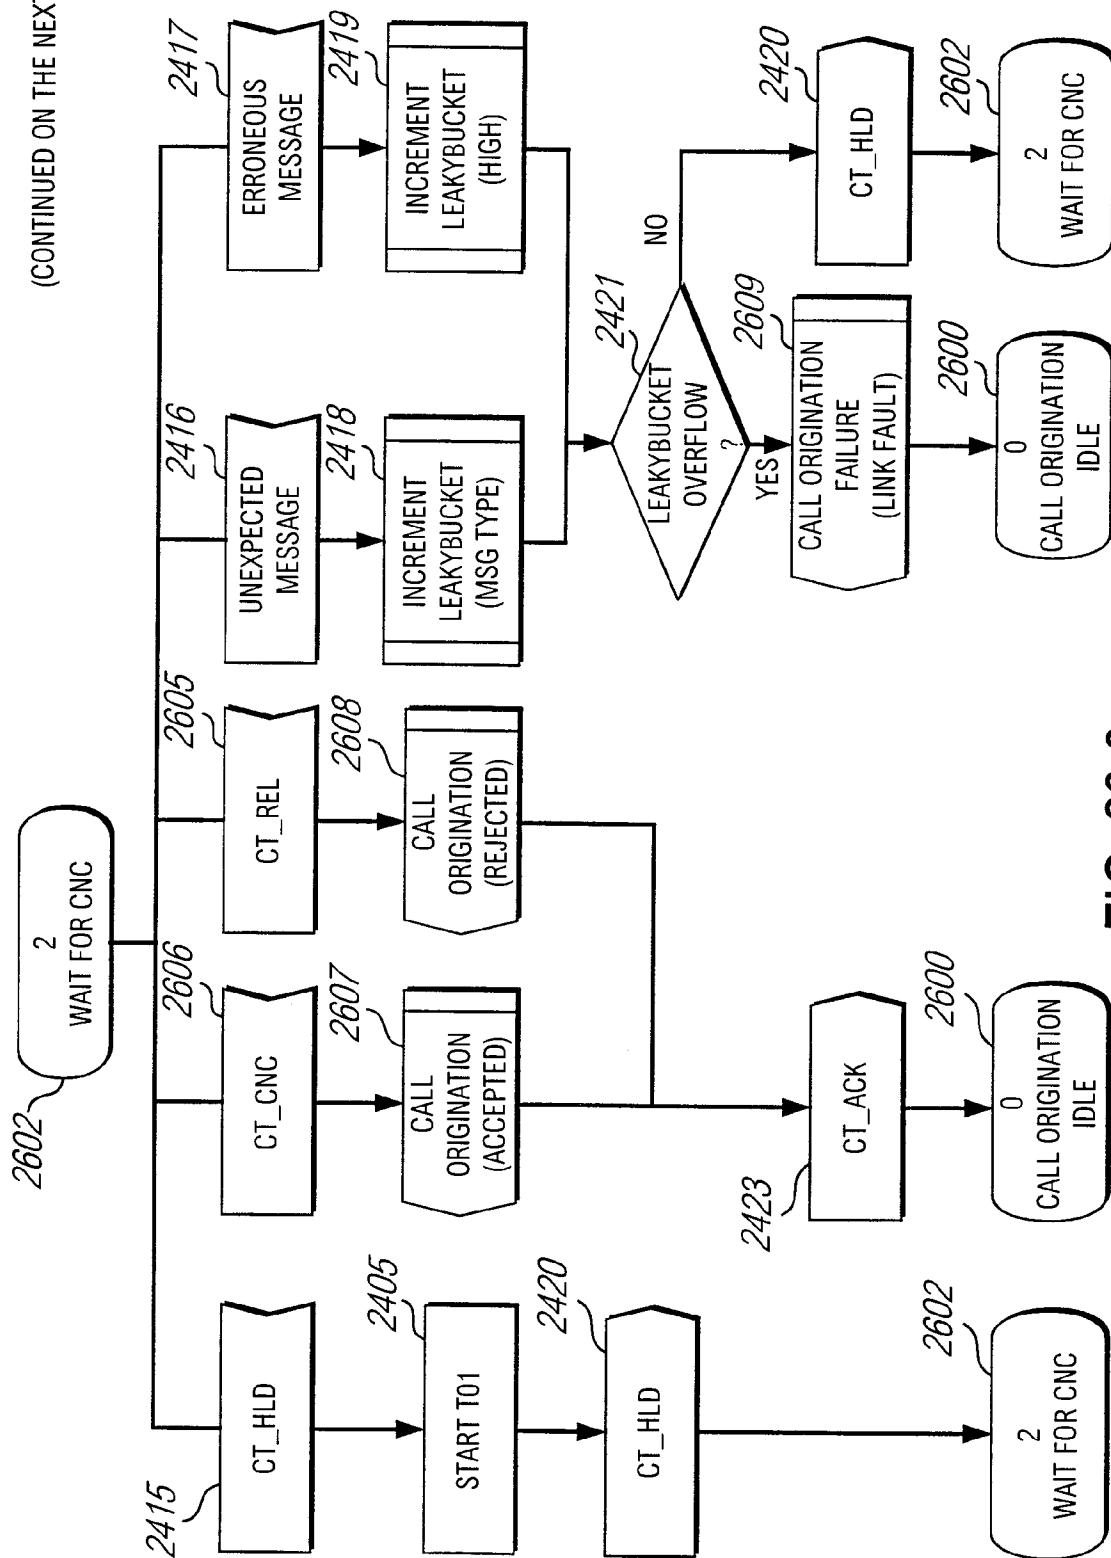 (CONTINUED ON THE NEXT
2602
2
WAIT FOR CNC
2415
CT_HLD
2606
CT_CNC
2605
CT_REL
2416
UNEXPECTED
MESSAGE
2417
ERRONEOUS
MESSAGE
2405
START T01
2607
CALL
ORIGINATION
(ACCEPTED)
2608
CALL
ORIGINATION
(REJECTED)
2418
INCREMENT
LEAKYBUCKET
(MSG TYPE)
2419
INCREMENT
LEAKYBUCKET
(HIGH)
2420
CT_HLD
2421
LEAKYBUCKET
OVERFLOW
?
NO
YES
2423
CT_ACK
2609
CALL ORIGINATION
FAILURE
(LINK FAULT)
2420
CT_HLD
2602
2
WAIT FOR CNC
2600
0
CALL ORIGINATION
IDLE
2600
0
CALL ORIGINATION
IDLE
2602
2
WAIT FOR CNC
FIG.